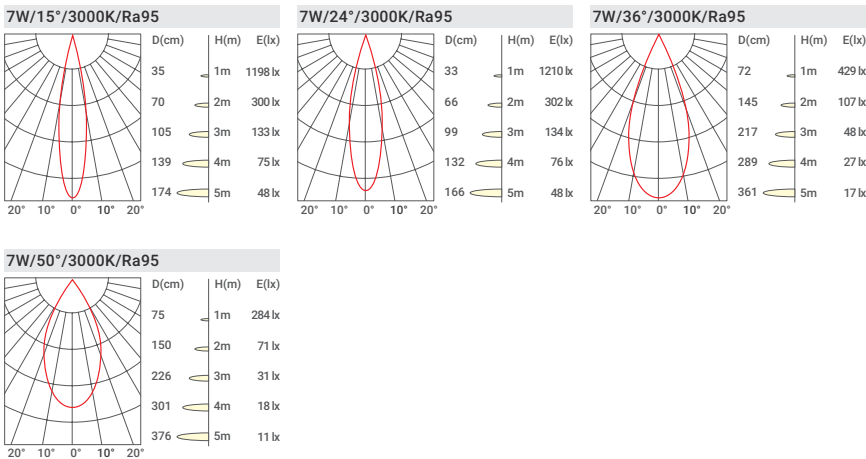 7W/15°/3000K/Ra95
D(cm) H(m) E(lx)
35 1m 1198 lx
70 2m 300 lx
105 3m 133 lx
139 4m 75 lx
174 5m 48 lx
20° 10° 0° 10° 20°
7W/24°/3000K/Ra95
D(cm) H(m) E(lx)
33 1m 1210 lx
66 2m 302 lx
99 3m 134 lx
132 4m 76 lx
166 5m 48 lx
20° 10° 0° 10° 20°
7W/36°/3000K/Ra95
D(cm) H(m) E(lx)
72 1m 429 lx
145 2m 107 lx
217 3m 48 lx
289 4m 27 lx
361 5m 17 lx
20° 10° 0° 10° 20°
7W/50°/3000K/Ra95
D(cm) H(m) E(lx)
75 1m 284 lx
150 2m 71 lx
226 3m 31 lx
301 4m 18 lx
376 5m 11 lx
20° 10° 0° 10° 20°